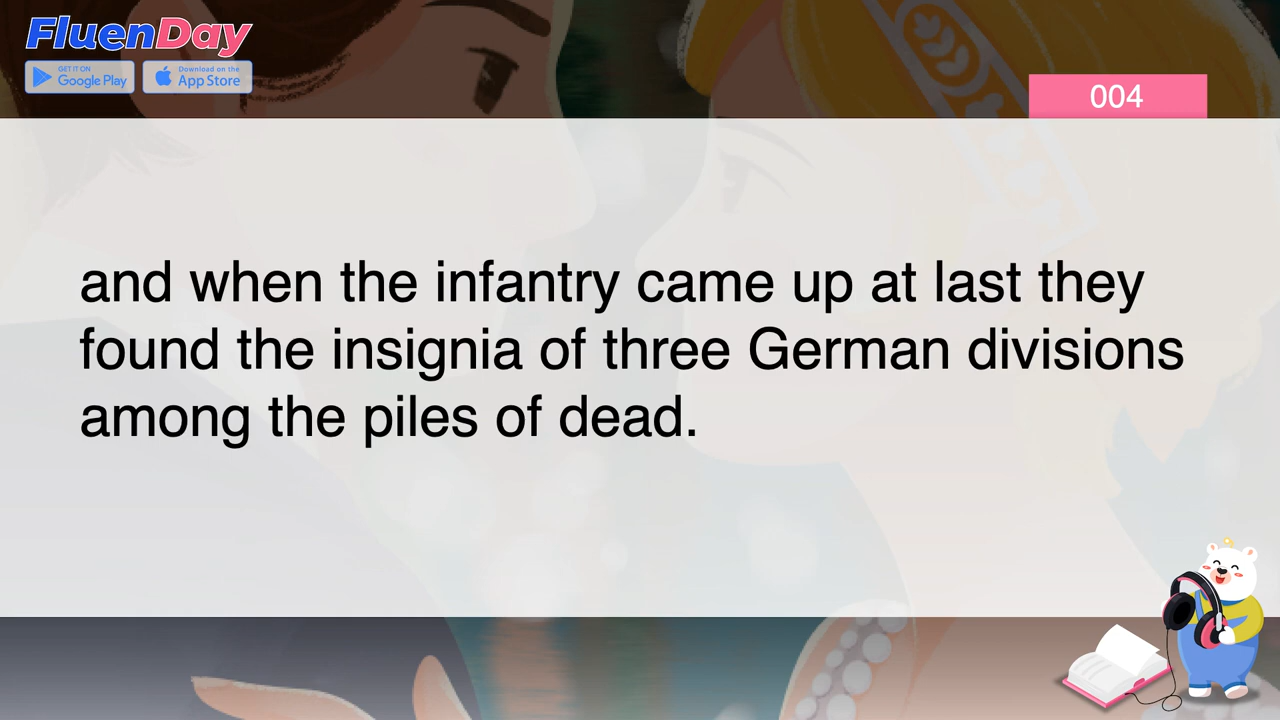 FluenDay
GET IT ON
Google Play
Download on the
App Store
004
and when the infantry came up at last they
found the insignia of three German divisions
among the piles of dead.